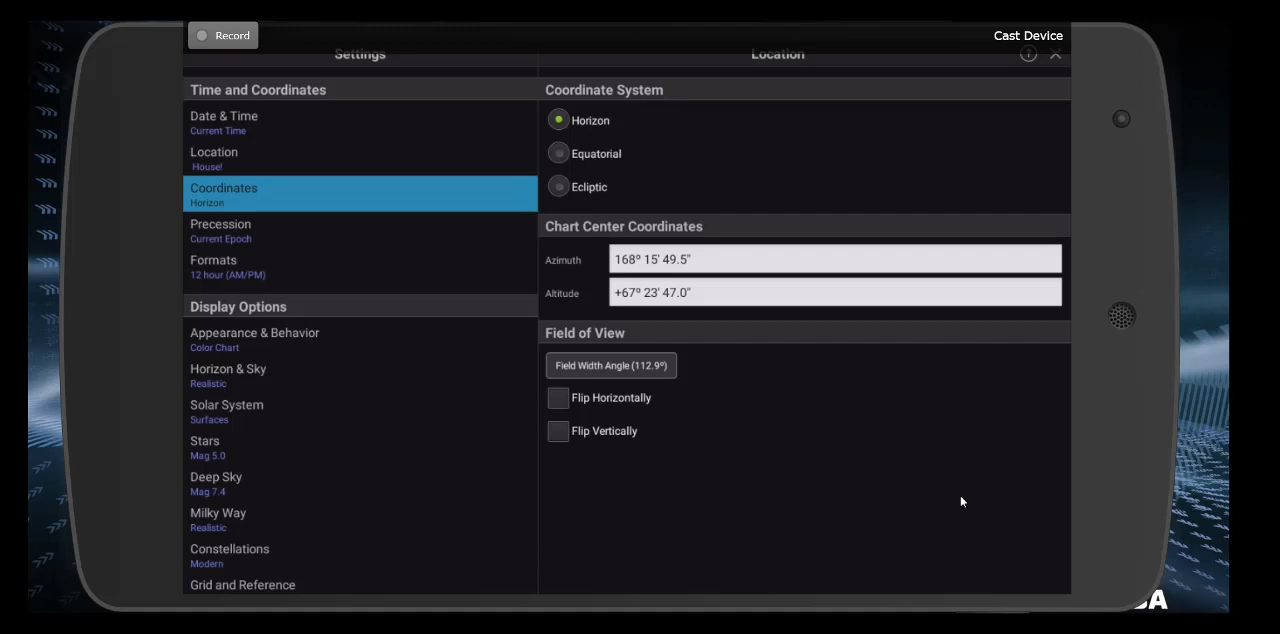 Record
Cast Device
Settings
Location
?
Time and Coordinates
Date & Time
Current Time
Location
House!
Coordinates
Horizon
Precession
Current Epoch
Formats
12 hour (AM/PM)
Display Options
Appearance & Behavior
Color Chart
Horizon & Sky
Realistic
Solar System
Surfaces
Stars
Mag 5.0
Deep Sky
Mag 7.4
Milky Way
Realistic
Constellations
Modern
Grid and Reference
Coordinate System
Horizon
Equatorial
Ecliptic
Chart Center Coordinates
Azimuth 168º 15' 49.5"
Altitude +67º 23' 47.0"
Field of View
Field Width Angle (112.9º)
Flip Horizontally
Flip Vertically